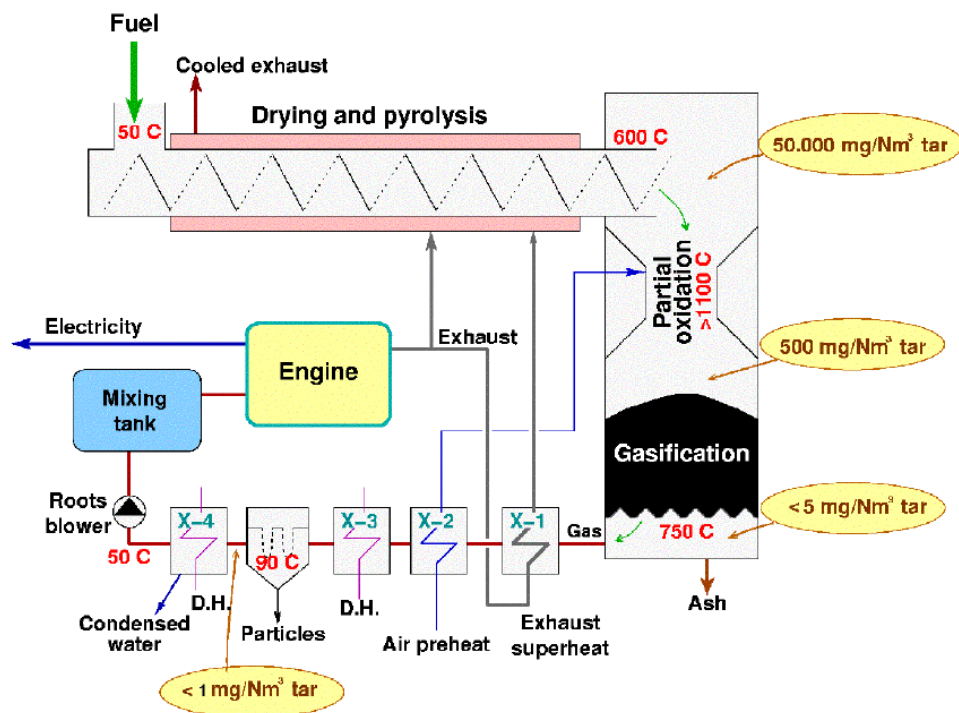 Fuel
Cooled exhaust
Drying and pyrolysis
50 C
600 C
50.000 mg/Nm³ tar
Partial
oxidation
>1100 C
Electricity
Exhaust
Engine
500 mg/Nm³ tar
Mixing
tank
Gasification
Roots
blower
X-4
X-3
X-2
X-1
Gas
<5 mg/Nm³ tar
750 C
50 C
90 C
D.H.
D.H.
Ash
Condensed
water
Particles
Air preheat
Exhaust
superheat
< 1 mg/Nm³ tar